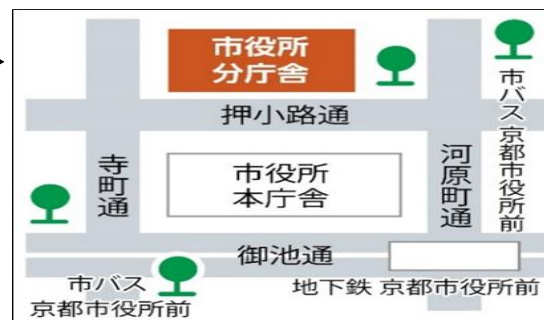 市役所
分庁舎
押小路通
市バス 京都市役所前
寺町通
市役所
本庁舎
河原町通
御池通
市バス
京都市役所前
地下鉄 京都市役所前